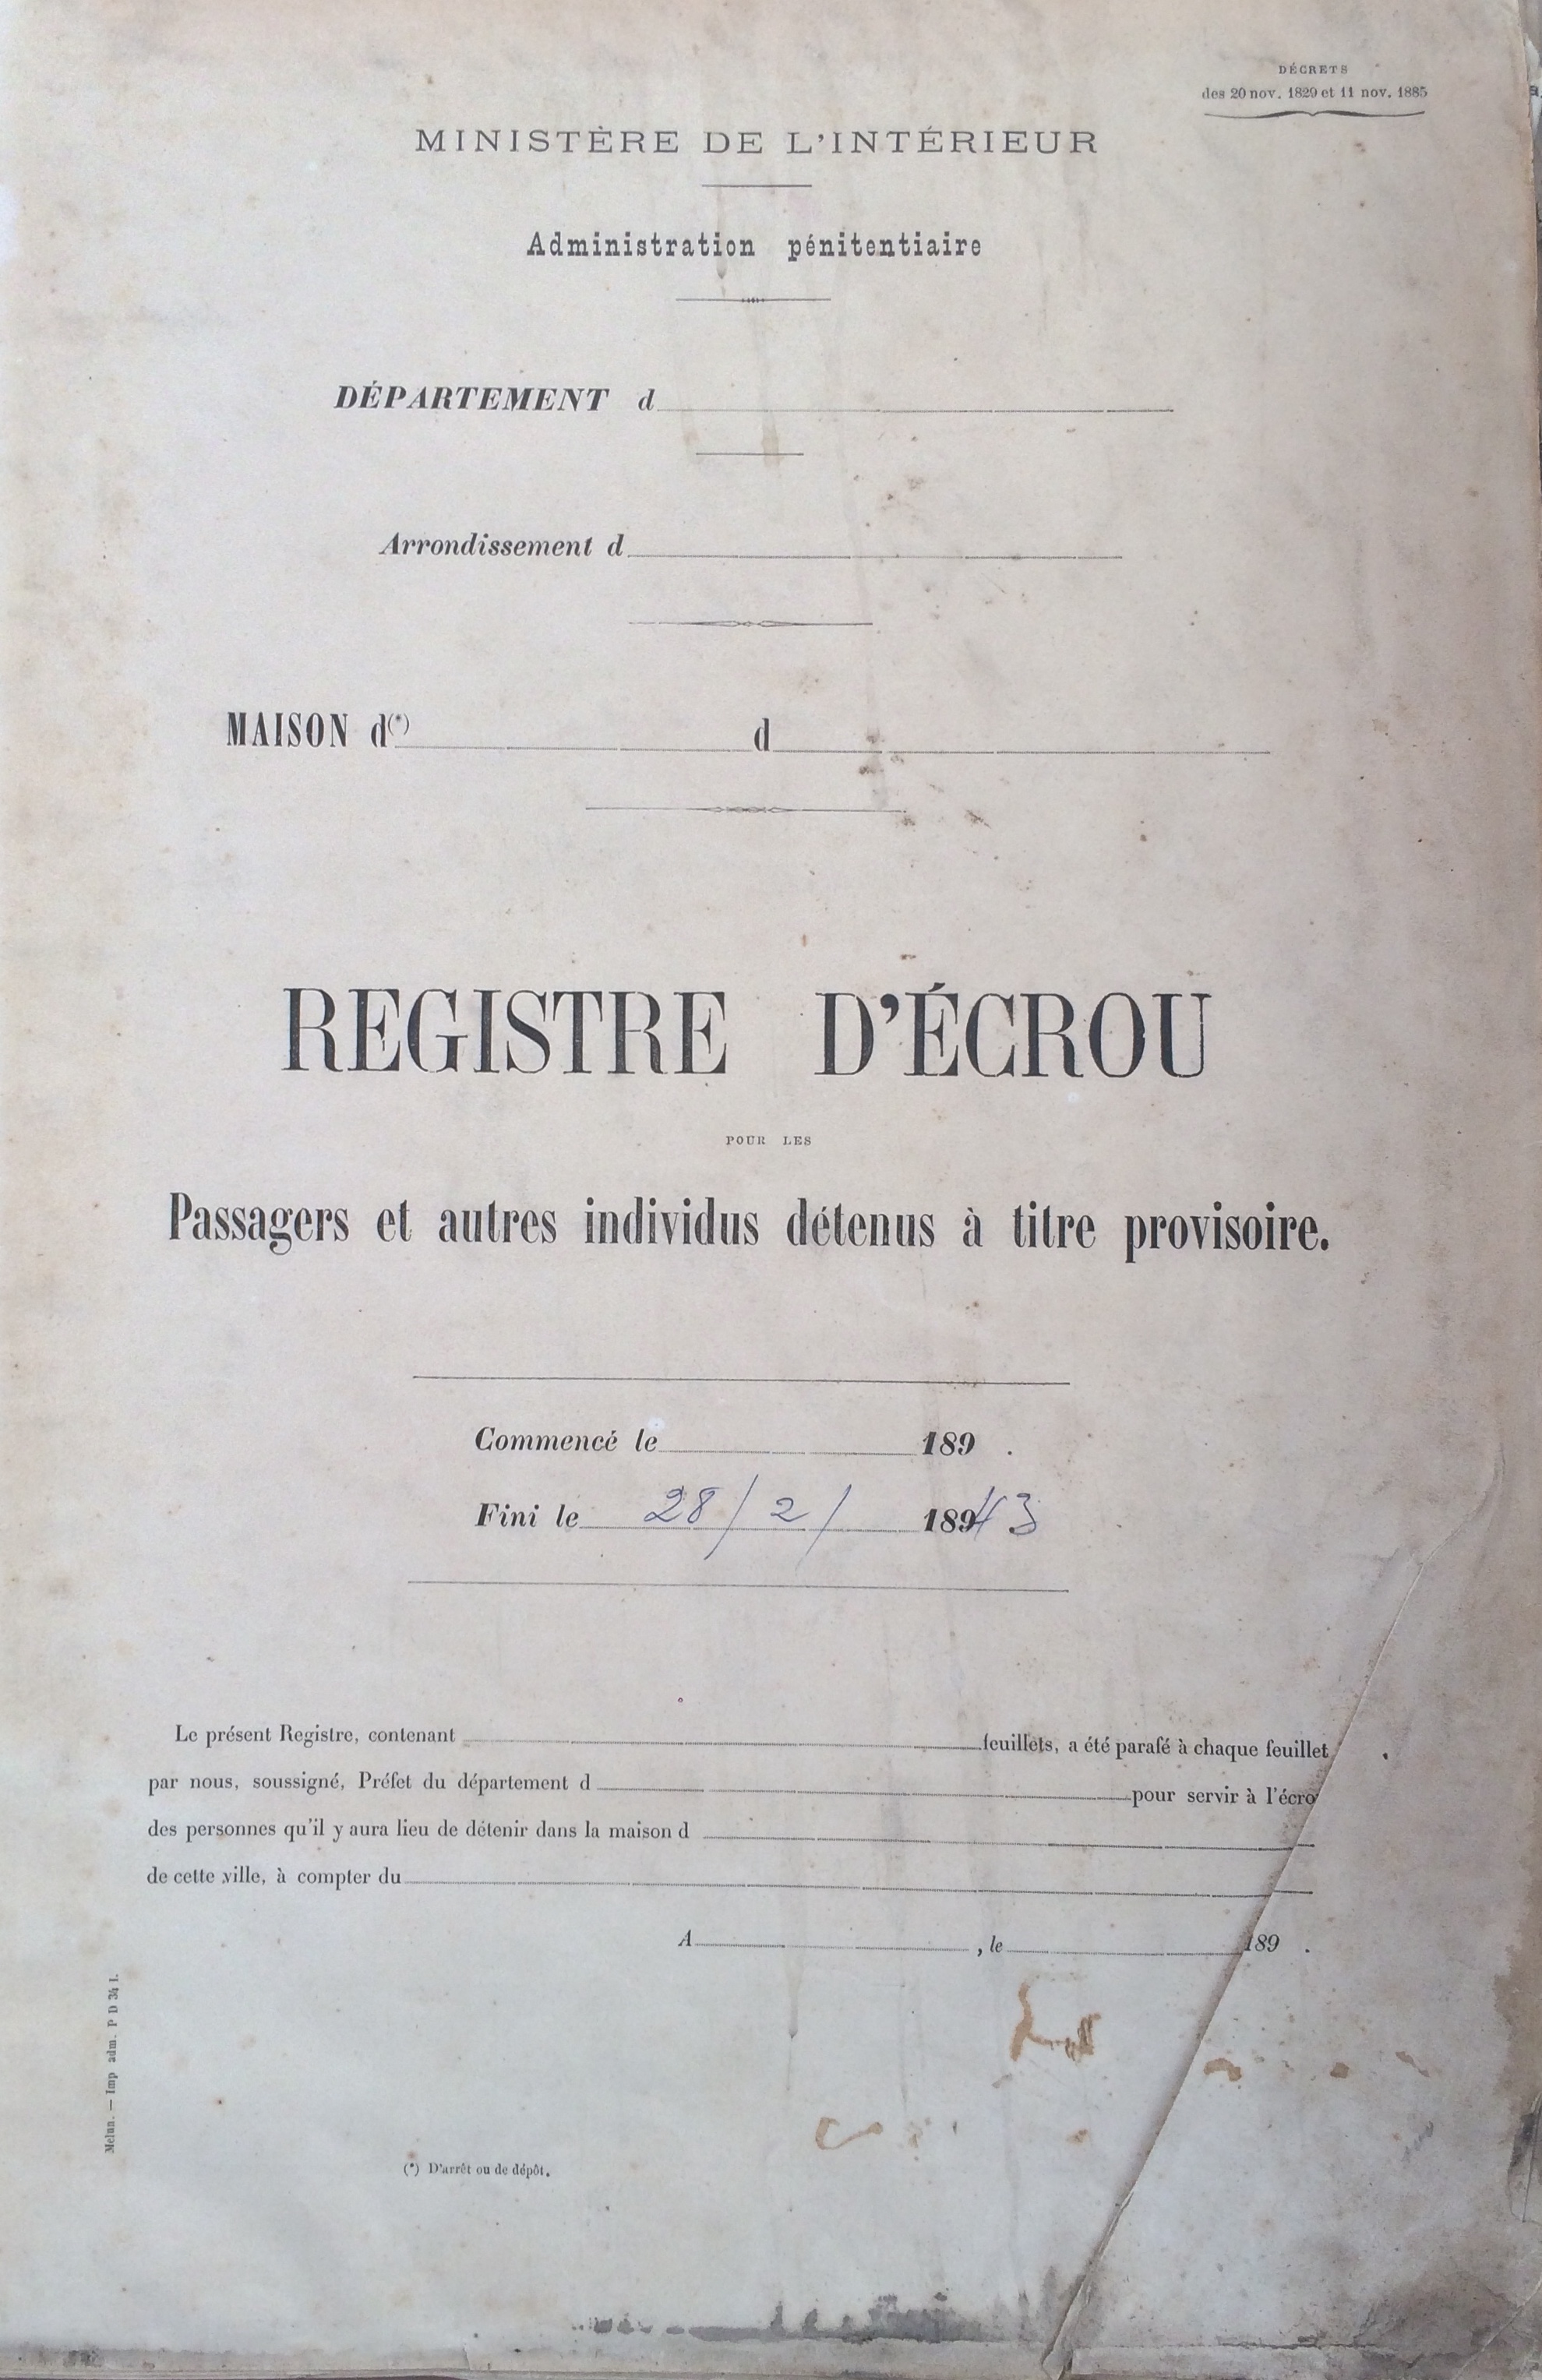 DÉCRETS
des 20 nov. 1829 et 11 nov. 1885
MINISTÈRE DE L'INTÉRIEUR
Administration pénitentiaire
DÉPARTEMENT d
Arrondissement d
MAISON d(*) d
REGISTRE D'ÉCROU
POUR LES
Passagers et autres individus détenus à titre provisoire.
Commencé le 189 .
Fini le 28/2/ 18943
Le présent Registre, contenant feuillets, a été parafé à chaque feuillet
par nous, soussigné, Préfet du département d pour servir à l'écro
des personnes qu'il y aura lieu de détenir dans la maison d
de cette ville, à compter du
A , le 189 .
Melun. — Imp adm. P D 34 I.
(*) D'arrêt ou de dépôt.